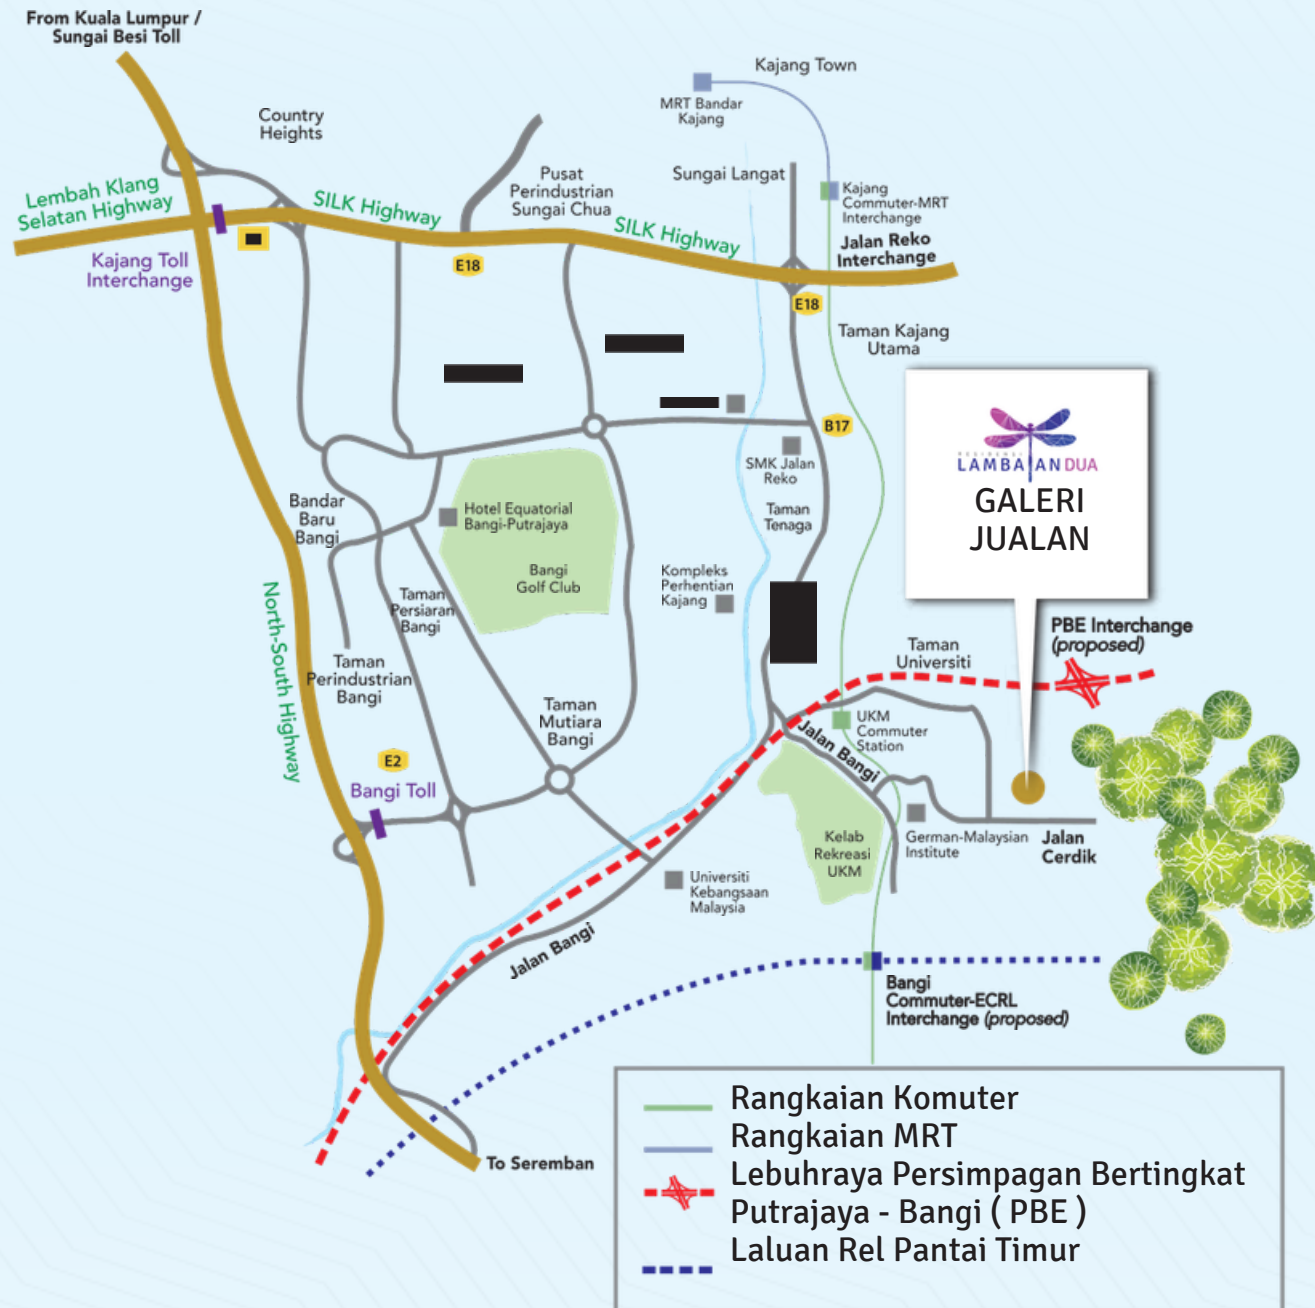 From Kuala Lumpur /
Sungai Besi Toll
Kajang Town
MRT Bandar
Kajang
Country
Heights
Pusat
Perindustrian
Sungai Chua
Sungai Langat
Kajang
Commuter-MRT
Interchange
Lembah Klang
Selatan Highway
SILK Highway
SILK Highway
Jalan Reko
Interchange
Kajang Toll
Interchange
E18
E18
Taman Kajang
Utama
B17
SMK Jalan
Reko
LAMBAIANDUA
GALERI
JUALAN
Bandar
Baru
Bangi
Hotel Equatorial
Bangi-Putrajaya
Taman
Tenaga
Bangi
Golf Club
Kompleks
Perhentian
Kajang
Taman
Persiaran
Bangi
North-South Highway
Taman
Universiti
PBE Interchange
(proposed)
Taman
Perindustrian
Bangi
Taman
Mutiara
Bangi
UKM
Commuter
Station
Jalan Bangi
E2
Bangi Toll
Kelab
Rekreasi
UKM
German-Malaysian
Institute
Jalan
Cerdik
Universiti
Kebangsaan
Malaysia
Jalan Bangi
Bangi
Commuter-ECRL
Interchange (proposed)
To Seremban
Rangkaian Komuter
Rangkaian MRT
Lebuhraya Persimpagan Bertingkat
Putrajaya - Bangi ( PBE )
Laluan Rel Pantai Timur